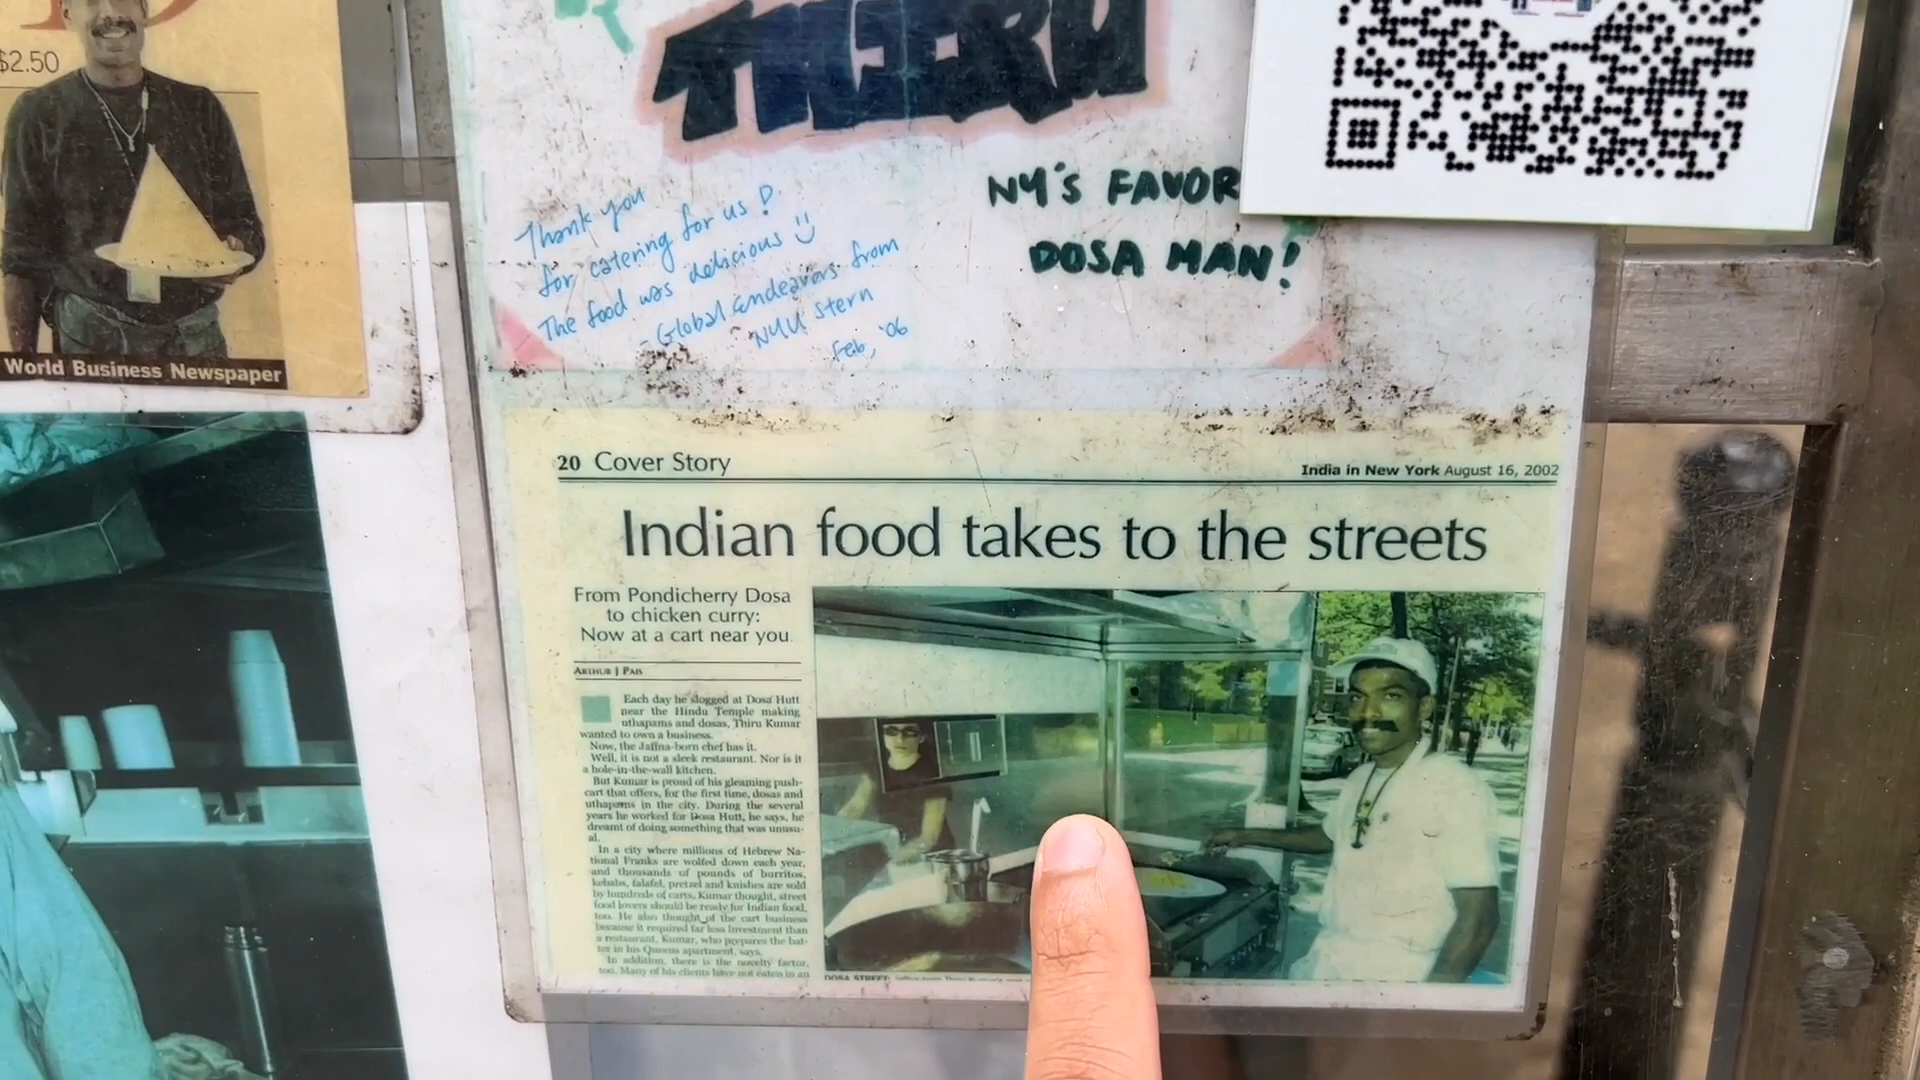 $2.50
World Business Newspaper
THIRU
NY'S FAVOR
DOSA MAN!
Thank you
for catering for us!
The food was delicious :)
- Global Endeavors from
NYU Stern
Feb, '06
20 Cover Story
India in New York August 16, 2002
Indian food takes to the streets
From Pondicherry Dosa
to chicken curry:
Now at a cart near you.
ARTHUR J PAIS
Each day he slogged at Dosa Hutt
near the Hindu Temple making
uthapams and dosas, Thiru Kumar
wanted to own a business.
Now, the Jaffna-born chef has it.
Well, it is not a sleek restaurant. Nor is it
a hole-in-the-wall kitchen.
But Kumar is proud of his gleaming push-
cart that offers, for the first time, dosas and
uthapams in the city. During the several
years he worked for Dosa Hutt, he says, he
dreamt of doing something that was unusu-
al.
In a city where millions of Hebrew Na-
tional Franks are wolfed down each year,
and thousands of pounds of burritos,
kebabs, falafel, pretzel and knishes are sold
by hundreds of carts, Kumar thought, street
food lovers should be ready for Indian food,
too. He also thought of the cart business
because it required far less investment than
a restaurant, Kumar, who prepares the bat-
ter in his Queens apartment, says.
In addition, there is the novelty factor,
too. Many of his clients have not eaten in an
DOSA STREET: